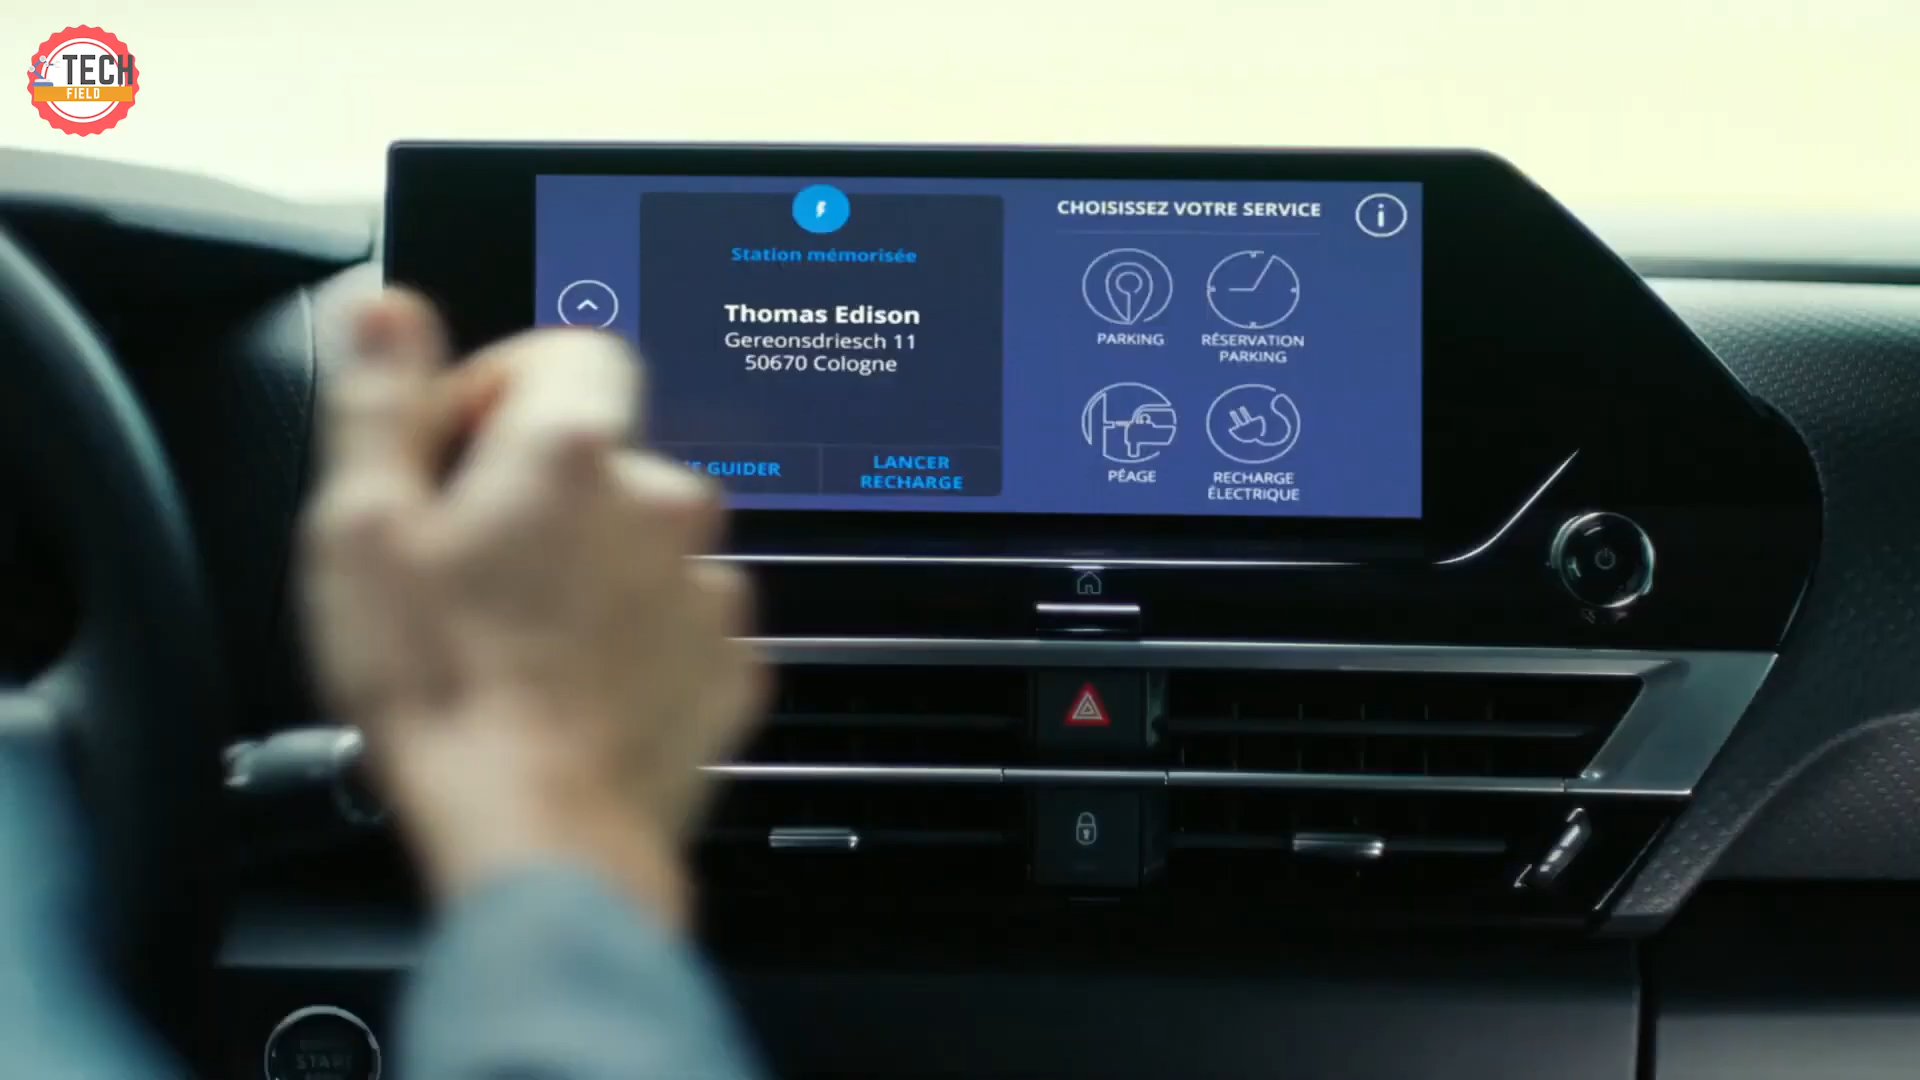 TECH
FIELD
Station mémorisée
Thomas Edison
Gereonsdriesch 11
50670 Cologne
GUIDER
LANCER
RECHARGE
CHOISISSEZ VOTRE SERVICE
i
PARKING
RÉSERVATION
PARKING
PÉAGE
RECHARGE
ÉLECTRIQUE
START